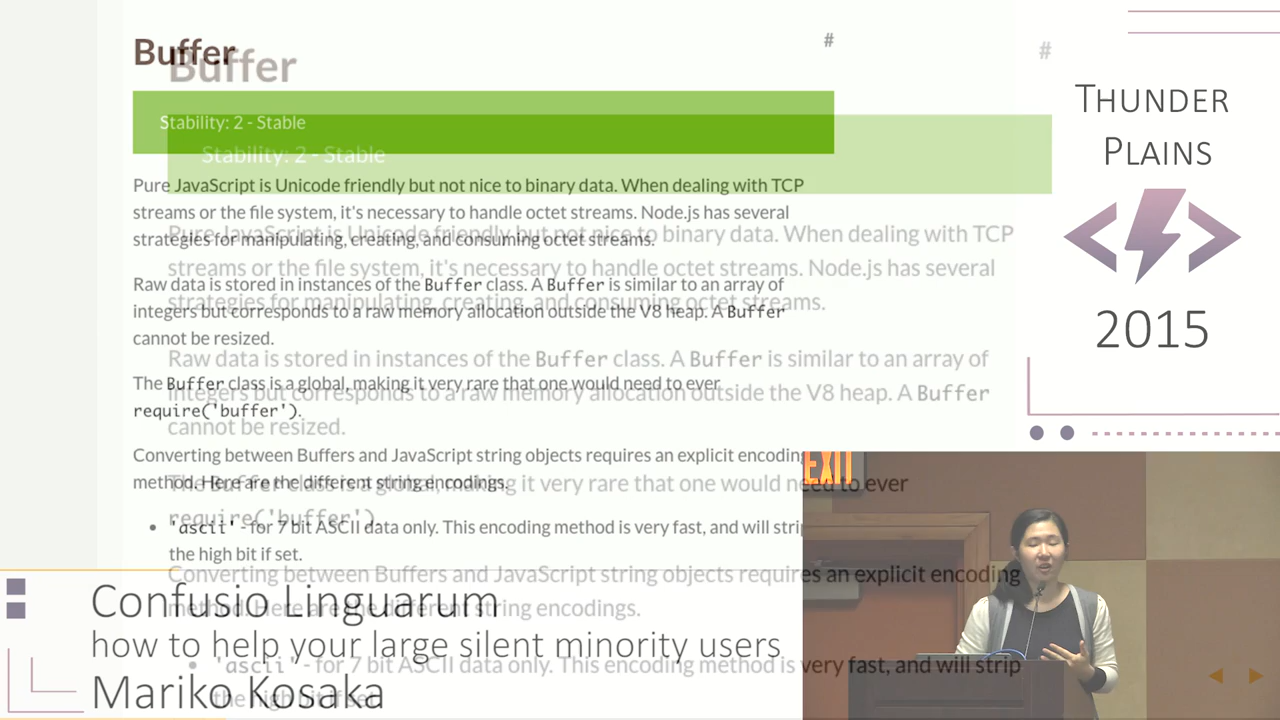 Buffer
#
Stability: 2 - Stable
Pure JavaScript is Unicode friendly but not nice to binary data. When dealing with TCP
streams or the file system, it's necessary to handle octet streams. Node.js has several
strategies for manipulating, creating, and consuming octet streams.
Raw data is stored in instances of the Buffer class. A Buffer is similar to an array of
integers but corresponds to a raw memory allocation outside the V8 heap. A Buffer
cannot be resized.
The Buffer class is a global, making it very rare that one would need to ever
require('buffer').
Converting between Buffers and JavaScript string objects requires an explicit encoding
method. Here are the different string encodings.
• 'ascii' - for 7 bit ASCII data only. This encoding method is very fast, and will strip
the high bit if set.
Buffer
#
Stability: 2 - Stable
Pure JavaScript is Unicode friendly but not nice to binary data. When dealing with TCP
streams or the file system, it's necessary to handle octet streams. Node.js has several
strategies for manipulating, creating, and consuming octet streams.
Raw data is stored in instances of the Buffer class. A Buffer is similar to an array of
integers but corresponds to a raw memory allocation outside the V8 heap. A Buffer
cannot be resized.
The Buffer class is a global, making it very rare that one would need to ever
require('buffer').
Converting between Buffers and JavaScript string objects requires an explicit encoding
method. Here are the different string encodings.
• 'ascii' - for 7 bit ASCII data only. This encoding method is very fast, and will strip
the high bit if set.
Confusio Linguarum
how to help your large silent minority users
Mariko Kosaka
THUNDER
PLAINS
2015
EXIT